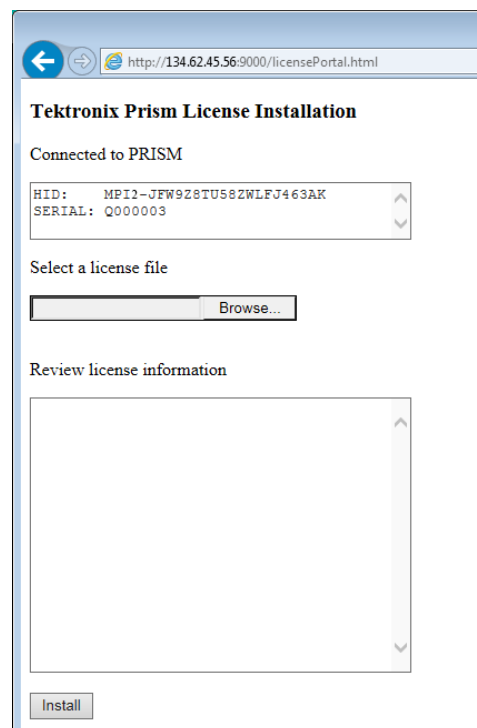 http://134.62.45.56:9000/licensePortal.html
Tektronix Prism License Installation
Connected to PRISM
HID: MPI2-JFW9Z8TU58ZWLFJ463AK
SERIAL: Q000003
Select a license file
Browse...
Review license information
Install